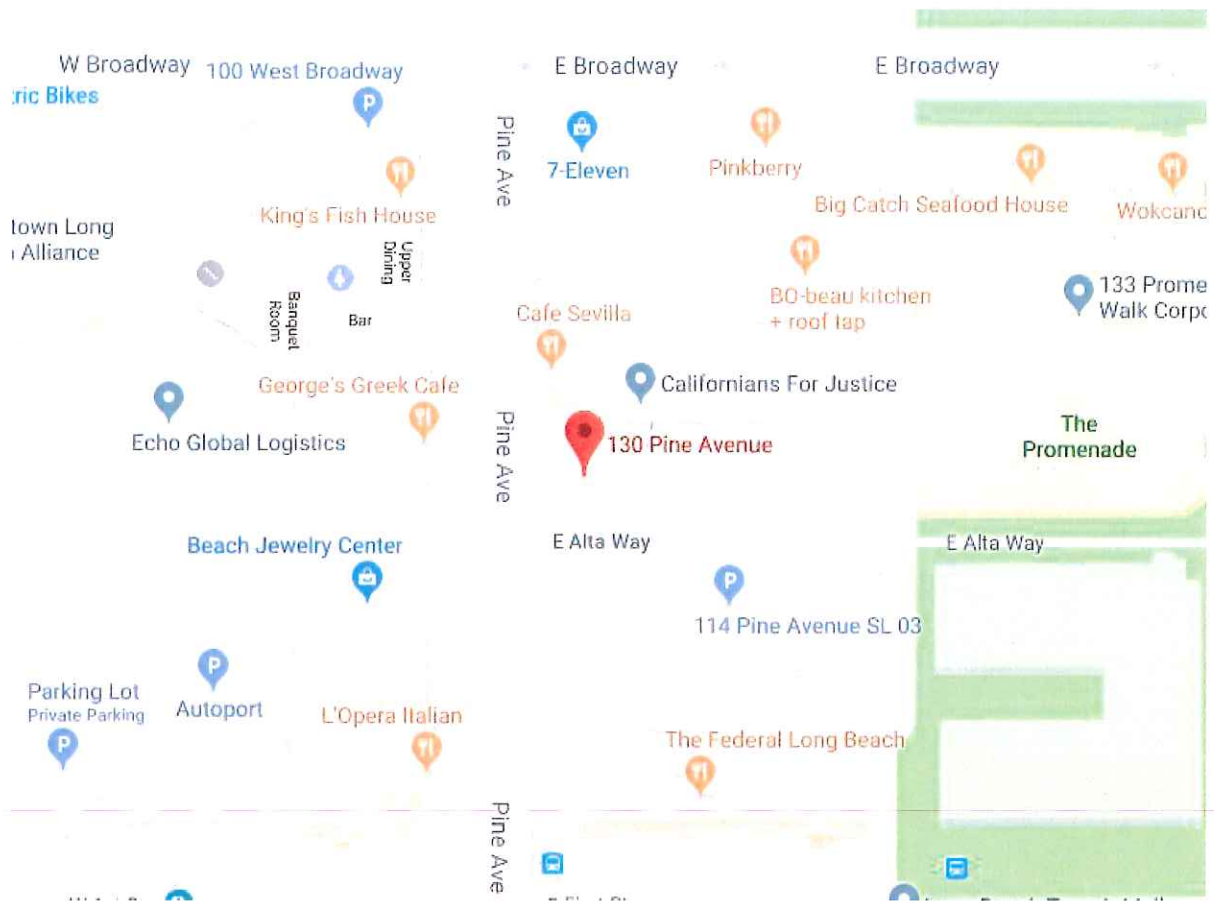 W Broadway
100 West Broadway
E Broadway
E Broadway
tric Bikes
Pine Ave
7-Eleven
Pinkberry
King's Fish House
Big Catch Seafood House
Wokcano
town Long
Alliance
Upper
Dining
Banquet
Room
Bar
Cafe Sevilla
BO-beau kitchen
+ roof tap
133 Prome
Walk Corpo
George's Greek Cafe
Californians For Justice
Echo Global Logistics
Pine Ave
130 Pine Avenue
The
Promenade
Beach Jewelry Center
E Alta Way
E Alta Way
114 Pine Avenue SL 03
Parking Lot
Private Parking
Autoport
L'Opera Italian
The Federal Long Beach
Pine Ave